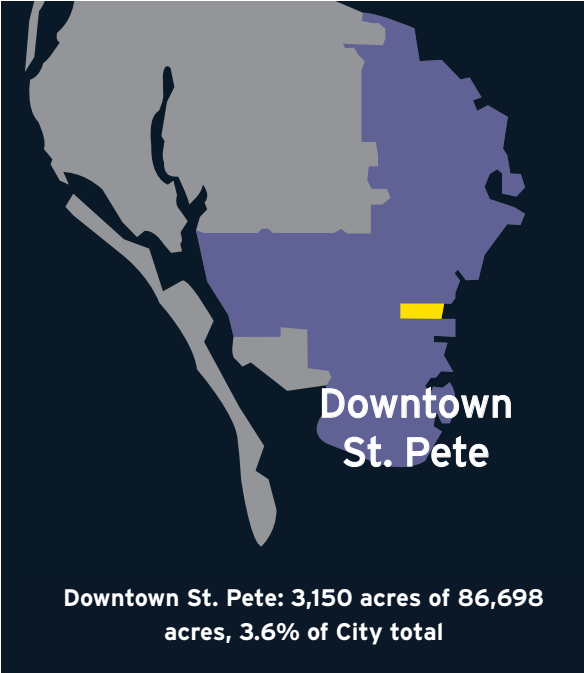 Downtown
St. Pete
Downtown St. Pete: 3,150 acres of 86,698
acres, 3.6% of City total